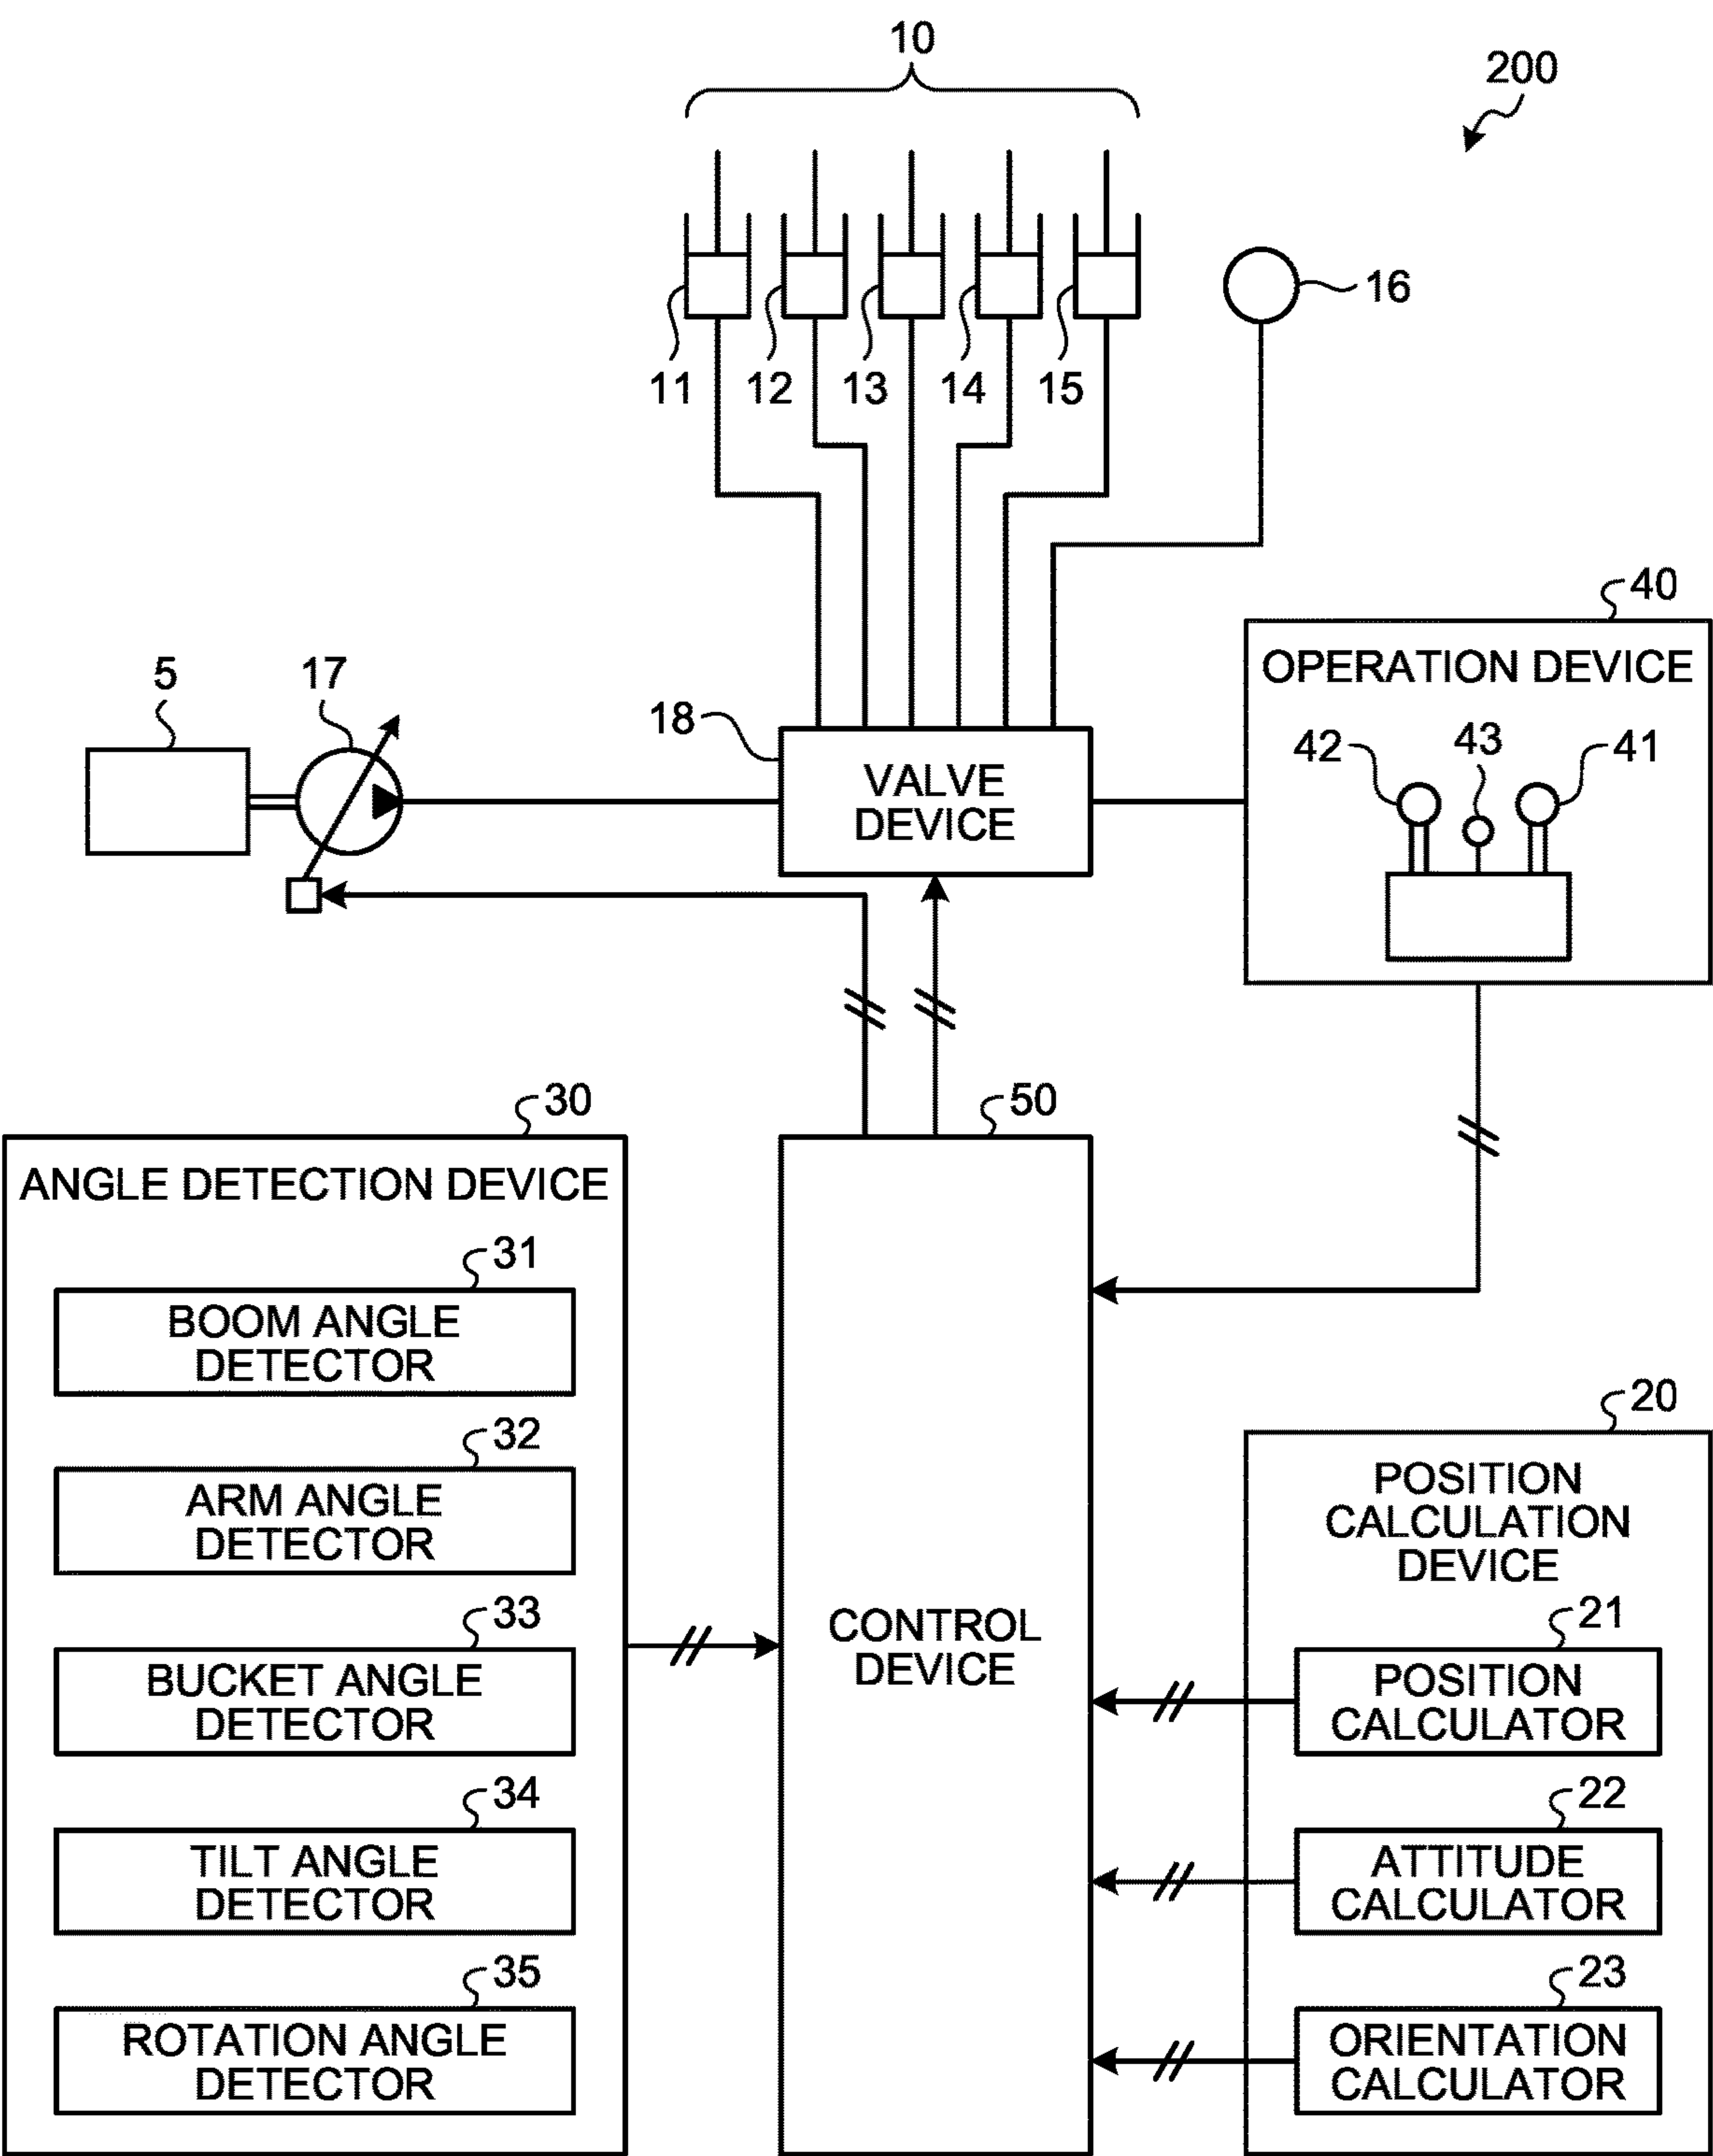 10
200
11
12
13
14
15
16
40
OPERATION DEVICE
42
43
41
5
17
18
VALVE
DEVICE
30
ANGLE DETECTION DEVICE
31
BOOM ANGLE
DETECTOR
32
ARM ANGLE
DETECTOR
33
BUCKET ANGLE
DETECTOR
34
TILT ANGLE
DETECTOR
35
ROTATION ANGLE
DETECTOR
50
CONTROL
DEVICE
20
POSITION
CALCULATION
DEVICE
21
POSITION
CALCULATOR
22
ATTITUDE
CALCULATOR
23
ORIENTATION
CALCULATOR